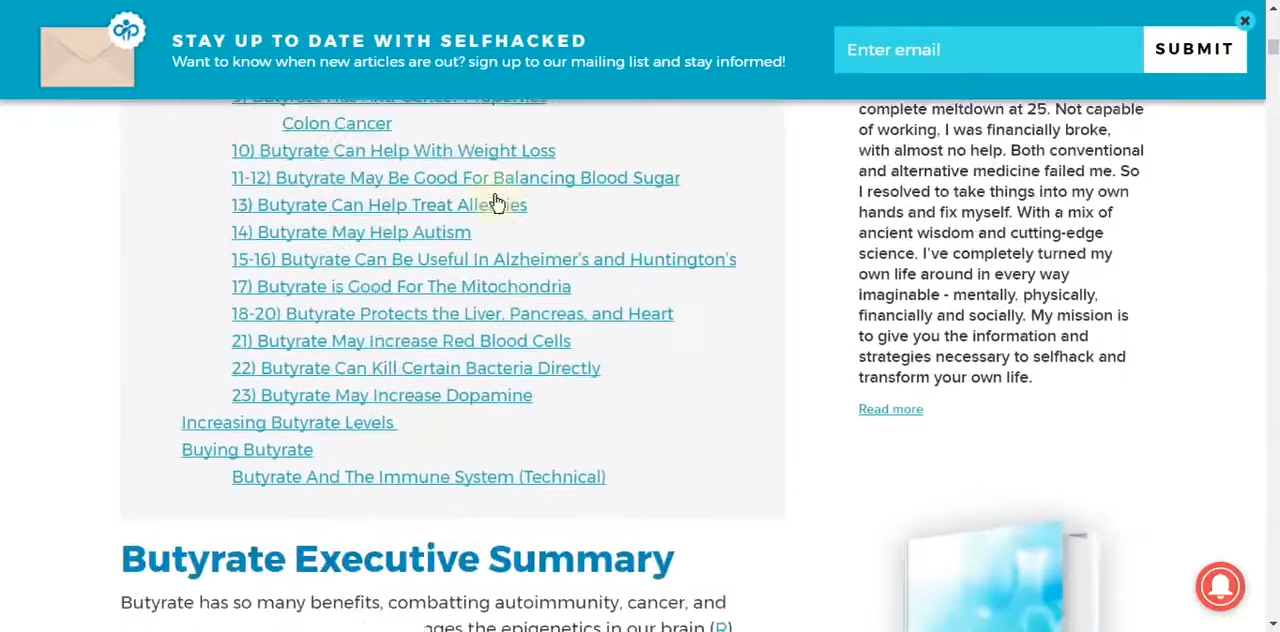 STAY UP TO DATE WITH SELFHACKED
Want to know when new articles are out? sign up to our mailing list and stay informed!
Enter email
SUBMIT
Colon Cancer
10) Butyrate Can Help With Weight Loss
11-12) Butyrate May Be Good For Balancing Blood Sugar
13) Butyrate Can Help Treat Allergies
14) Butyrate May Help Autism
15-16) Butyrate Can Be Useful In Alzheimer's and Huntington's
17) Butyrate is Good For The Mitochondria
18-20) Butyrate Protects the Liver, Pancreas, and Heart
21) Butyrate May Increase Red Blood Cells
22) Butyrate Can Kill Certain Bacteria Directly
23) Butyrate May Increase Dopamine
Increasing Butyrate Levels
Buying Butyrate
Butyrate And The Immune System (Technical)
Butyrate Executive Summary
Butyrate has so many benefits, combatting autoimmunity, cancer, and
the epigenetics in our brain (R)
complete meltdown at 25. Not capable
of working, I was financially broke,
with almost no help. Both conventional
and alternative medicine failed me. So
I resolved to take things into my own
hands and fix myself. With a mix of
ancient wisdom and cutting-edge
science, I've completely turned my
own life around in every way
imaginable - mentally, physically,
financially and socially. My mission is
to give you the information and
strategies necessary to selfhack and
transform your own life.
Read more